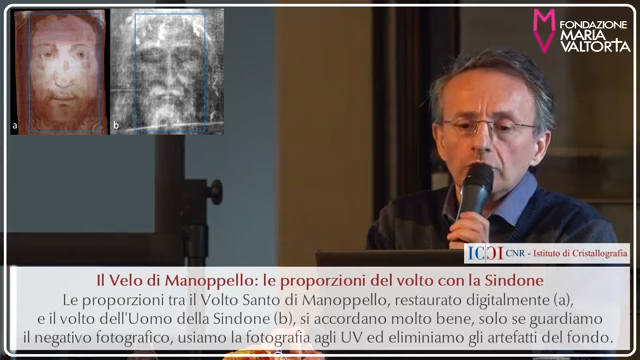 FONDAZIONE
MARIA
VALTORTA
a
b
IC CNR - Istituto di Cristallografia
Il Velo di Manoppello: le proporzioni del volto con la Sindone
Le proporzioni tra il Volto Santo di Manoppello, restaurato digitalmente (a),
e il volto dell'Uomo della Sindone (b), si accordano molto bene, solo se guardiamo
il negativo fotografico, usiamo la fotografia agli UV ed eliminiamo gli artefatti del fondo.